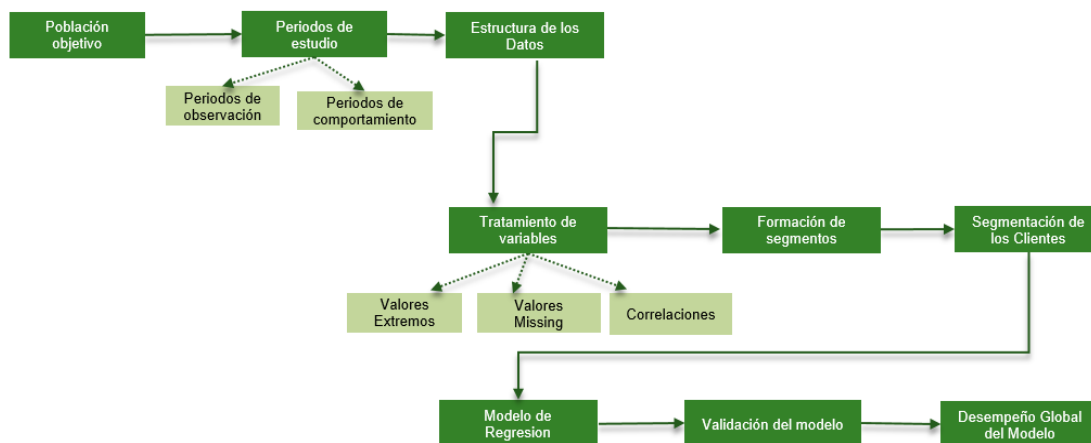 Población
objetivo
Periodos de
estudio
Estructura de los
Datos
Periodos de
observación
Periodos de
comportamiento
Tratamiento de
variables
Formación de
segmentos
Segmentación de
los Clientes
Valores
Extremos
Valores
Missing
Correlaciones
Modelo de
Regresion
Validación del modelo
Desempeño Global
del Modelo